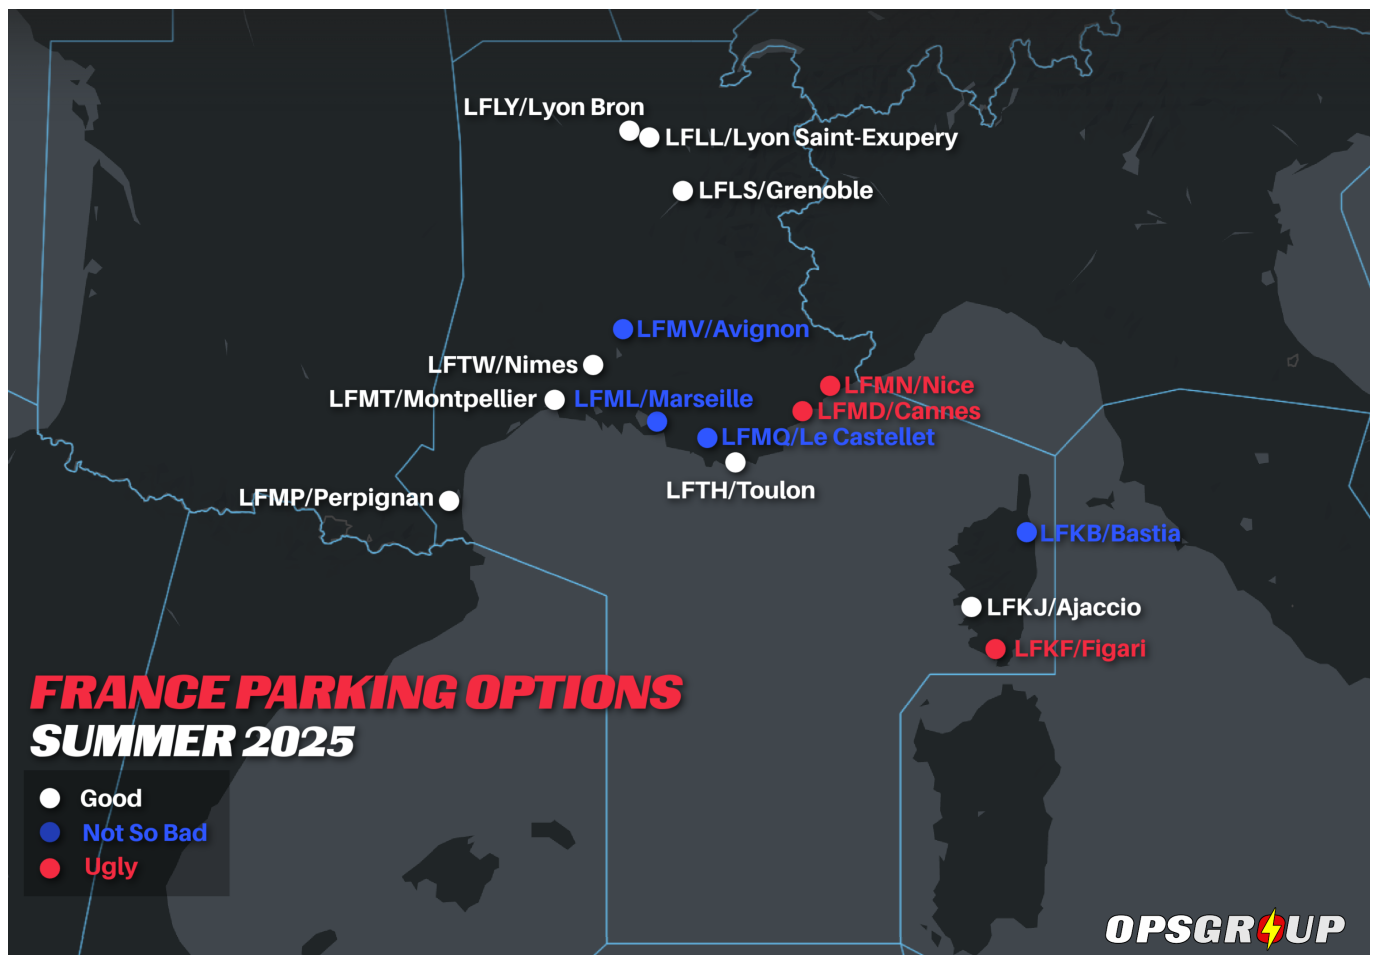 LFLY/Lyon Bron
LFLL/Lyon Saint-Exupery
LFLS/Grenoble
LFMV/Avignon
LFTW/Nimes
LFMN/Nice
LFMT/Montpellier
LFML/Marseille
LFMD/Cannes
LFMQ/Le Castellet
LFTH/Toulon
LFMP/Perpignan
LFKB/Bastia
LFKJ/Ajaccio
LFKF/Figari
FRANCE PARKING OPTIONS
SUMMER 2025
Good
Not So Bad
Ugly
OPSGROUP